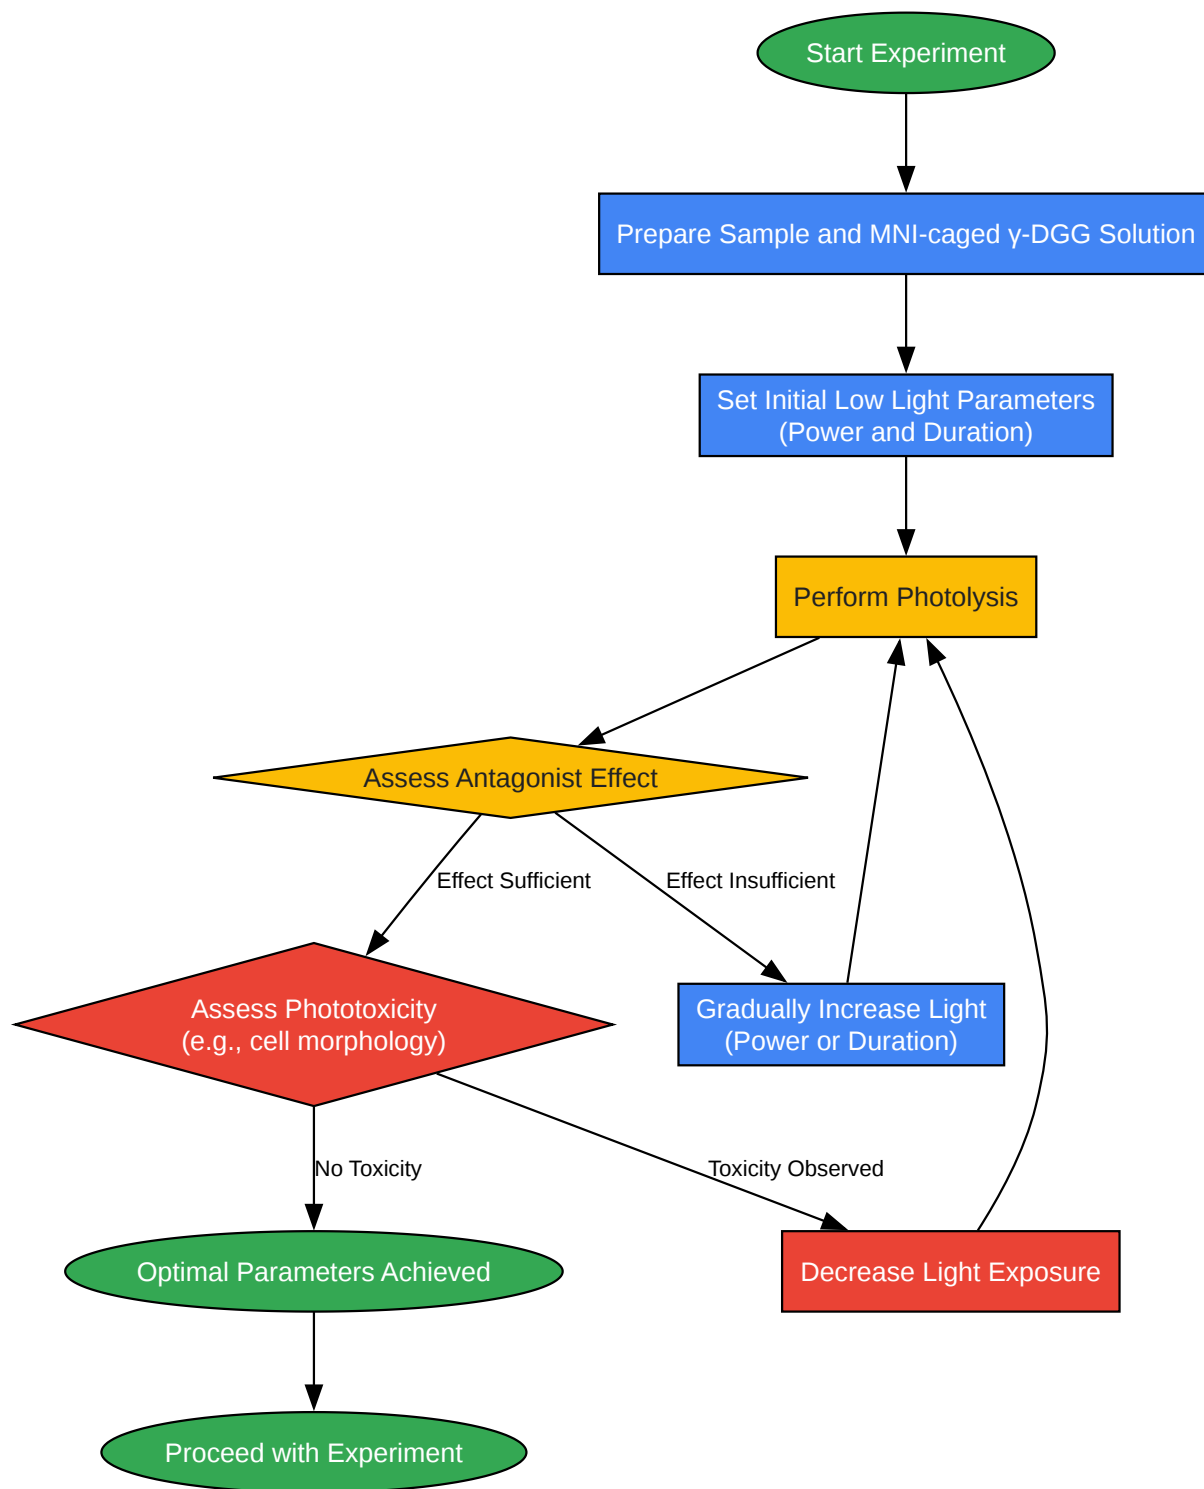 Start Experiment
Prepare Sample and MNI-caged γ-DGG Solution
Set Initial Low Light Parameters
(Power and Duration)
Perform Photolysis
Assess Antagonist Effect
Effect Sufficient
Effect Insufficient
Assess Phototoxicity
(e.g., cell morphology)
Gradually Increase Light
(Power or Duration)
No Toxicity
Toxicity Observed
Optimal Parameters Achieved
Decrease Light Exposure
Proceed with Experiment